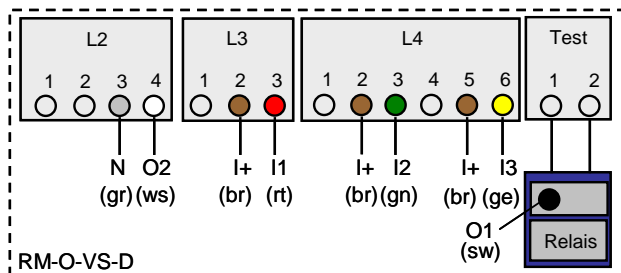 L2 L3 L4 Test
1 2 3 4 1 2 3 1 2 3 4 5 6 1 2
N O2 I+ I1 I+ I2 I+ I3
(gr) (ws) (br) (rt) (br) (gn) (br) (ge)
O1
(sw)
Relais
RM-O-VS-D